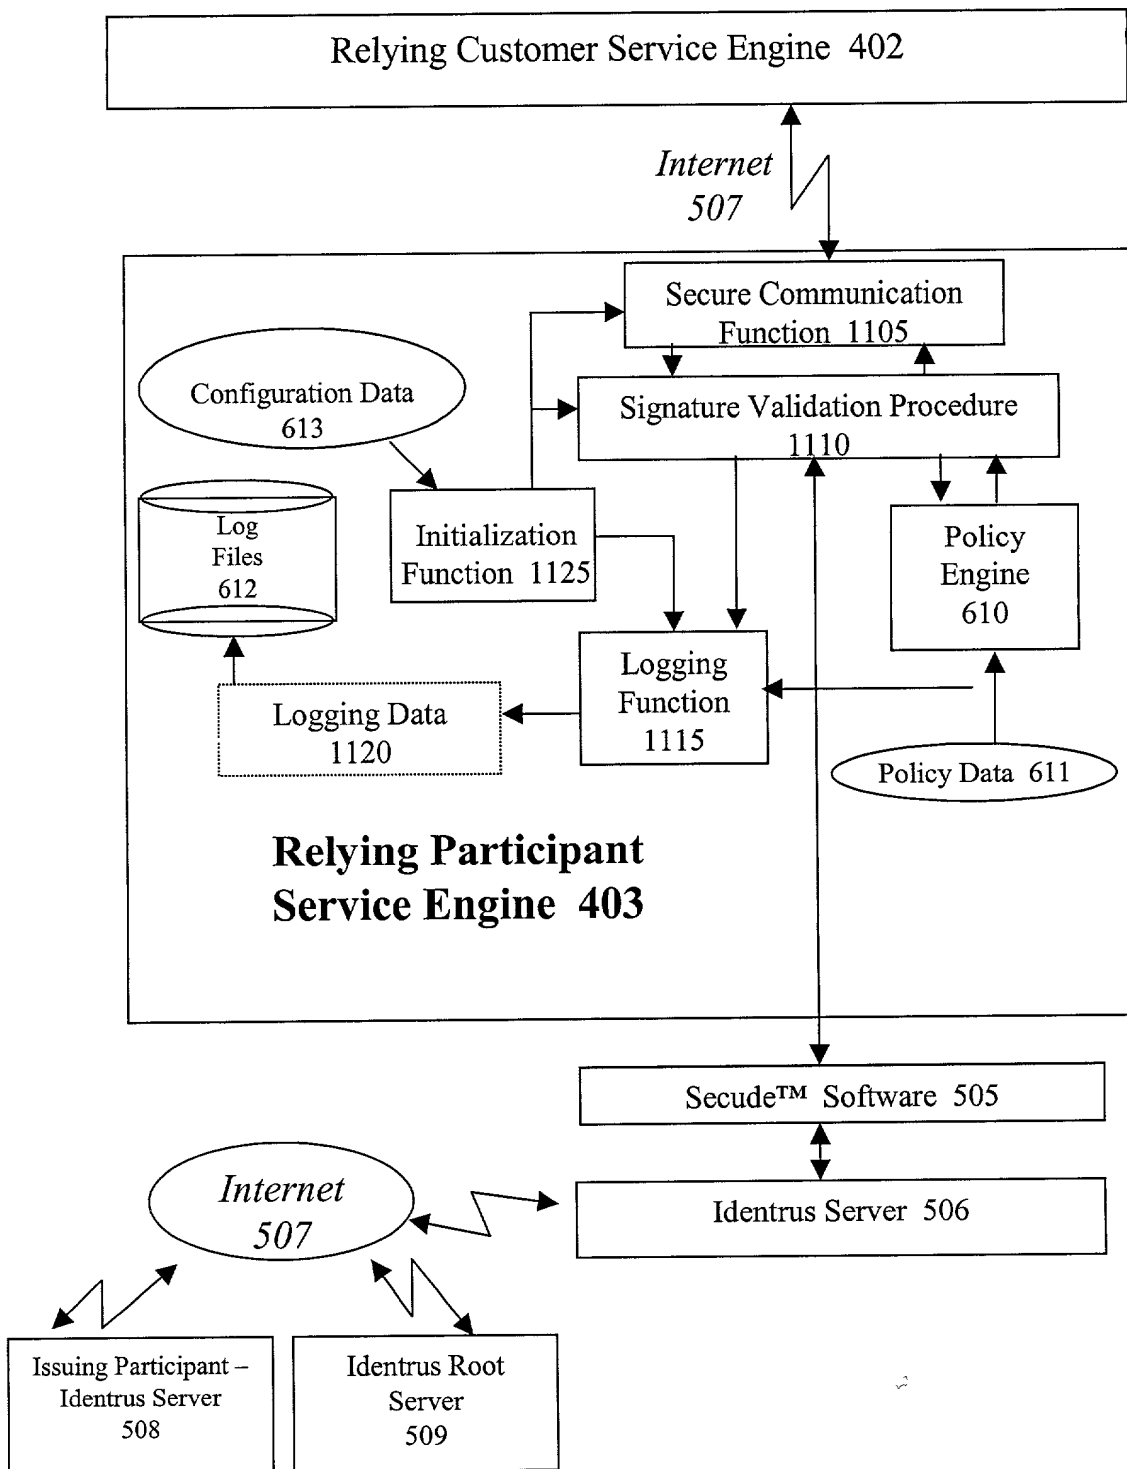 Relying Customer Service Engine 402
Internet
507
Secure Communication
Function 1105
Configuration Data
613
Signature Validation Procedure
1110
Log
Files
612
Initialization
Function 1125
Policy
Engine
610
Logging
Function
1115
Logging Data
1120
Policy Data 611
Relying Participant
Service Engine 403
Secude™ Software 505
Internet
507
Identrus Server 506
Issuing Participant –
Identrus Server
508
Identrus Root
Server
509